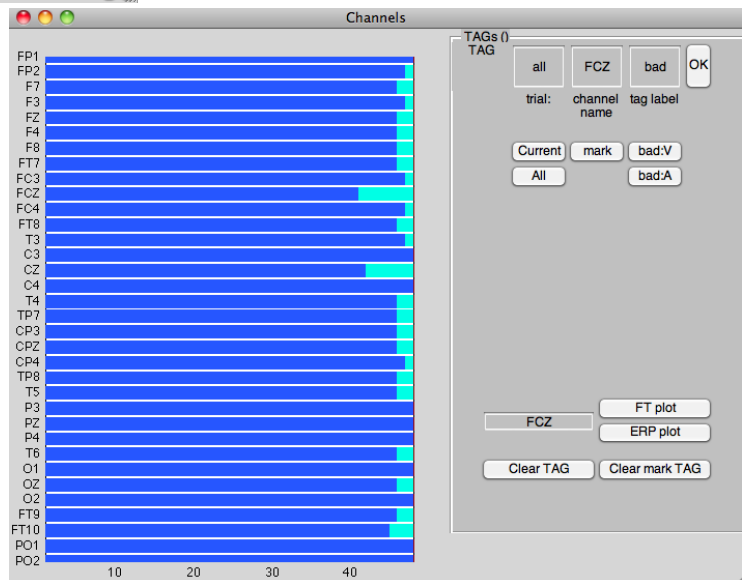 Channels
FP1
FP2
F7
F3
FZ
F4
F8
FT7
FC3
FCZ
FC4
FT8
T3
C3
CZ
C4
T4
TP7
CP3
CPZ
CP4
TP8
T5
P3
PZ
P4
T6
O1
OZ
O2
FT9
FT10
PO1
PO2
10 20 30 40
TAGs ()
TAG
all FCZ bad OK
trial: channel name tag label
Current mark bad:V
All bad:A
FCZ
FT plot
ERP plot
Clear TAG Clear mark TAG